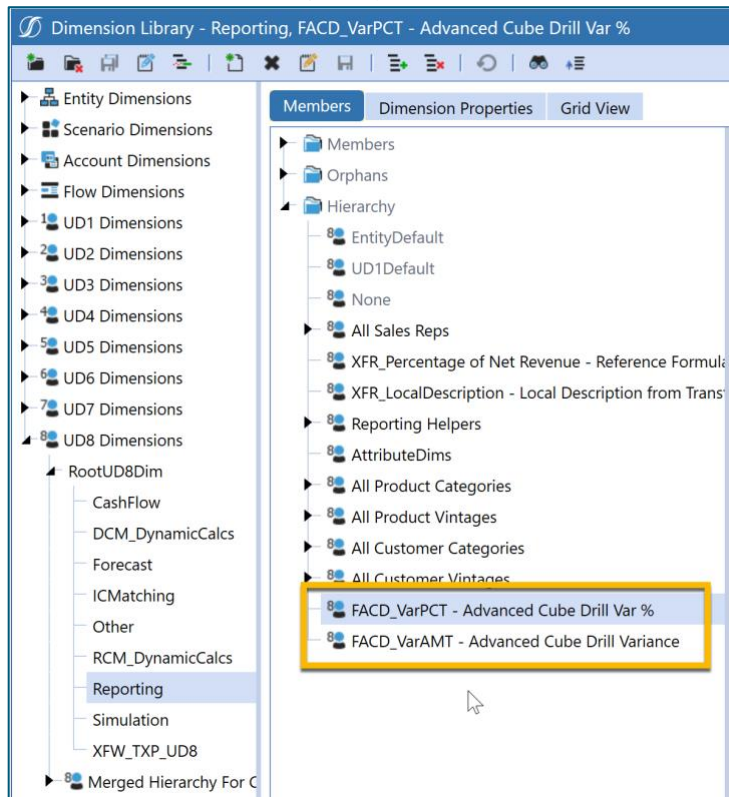 Dimension Library - Reporting, FACD_VarPCT - Advanced Cube Drill Var %
Entity Dimensions
Scenario Dimensions
Account Dimensions
Flow Dimensions
UD1 Dimensions
UD2 Dimensions
UD3 Dimensions
UD4 Dimensions
UD5 Dimensions
UD6 Dimensions
UD7 Dimensions
UD8 Dimensions
RootUD8Dim
CashFlow
DCM_DynamicCalcs
Forecast
ICMatching
Other
RCM_DynamicCalcs
Reporting
Simulation
XFW_TXP_UD8
Merged Hierarchy For
Members Dimension Properties Grid View
Members
Orphans
Hierarchy
EntityDefault
UD1Default
None
All Sales Reps
XFR_Percentage of Net Revenue - Reference Formula
XFR_LocalDescription - Local Description from
Reporting Helpers
AttributeDims
All Product Categories
All Product Vintages
All Customer Categories
All Customer Vintages
FACD_VarPCT - Advanced Cube Drill Var %
FACD_VarAMT - Advanced Cube Drill Variance